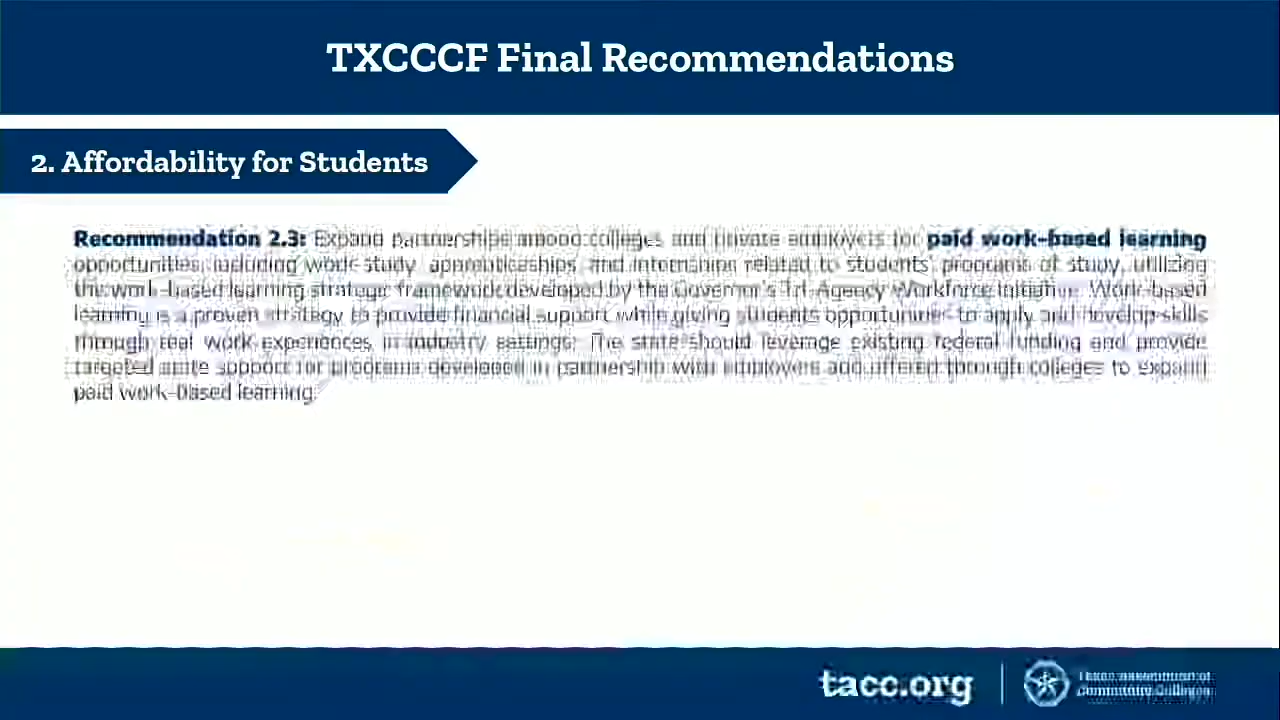 TXCCCF Final Recommendations
2. Affordability for Students
Recommendation 2.3: Expand partnerships among colleges and private employers for paid work-based learning
opportunities, including work-study, apprenticeships, and internships related to students' programs of study, utilizing
the work-based learning strategic framework developed by the Governor's Tri-Agency Workforce Initiative. Work-based
learning is a proven strategy to provide financial support while giving students opportunities to apply and develop skills
through real work experiences in industry settings. The state should leverage existing federal funding and provide
targeted state support for programs developed in partnership with employers and offered through colleges to expand
paid work-based learning.
tacc.org
Texas Association of
Community Colleges